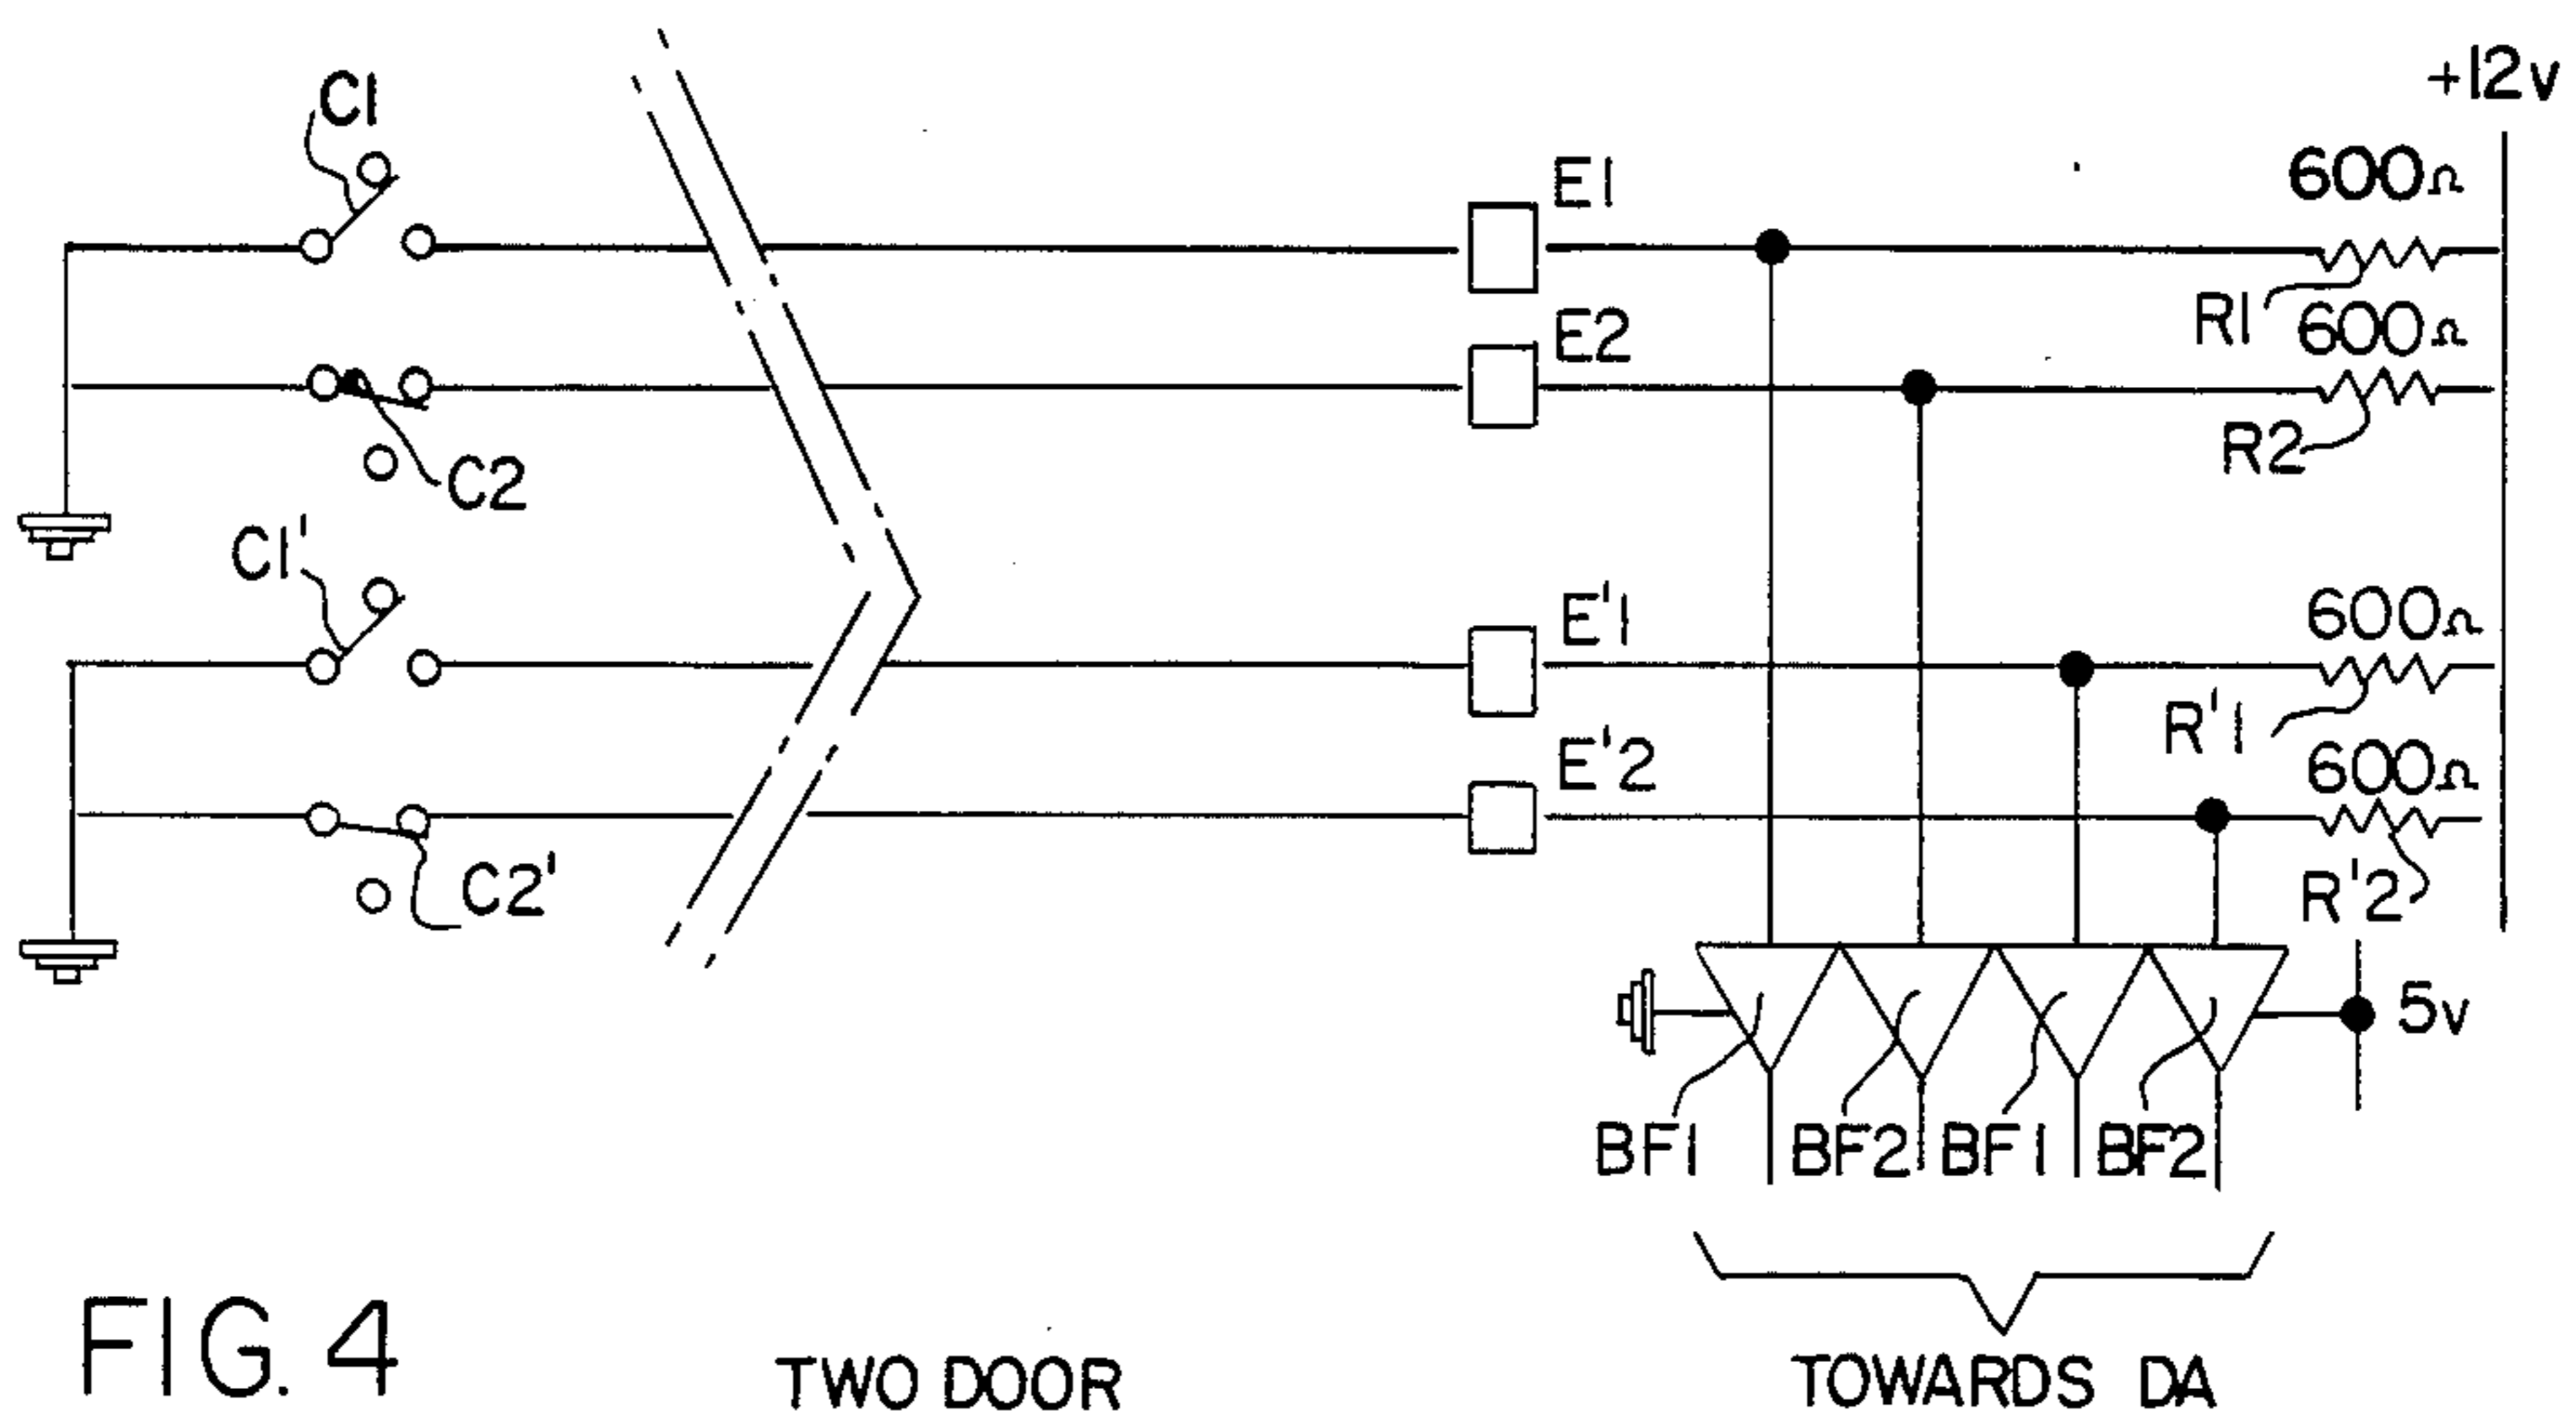 +12v
C1
E1
600Ω
R1
E2
600Ω
R2
C2
C1'
E'1
600Ω
R'1
E'2
600Ω
R'2
C2'
5v
BF1 BF2 BF1 BF2
FIG. 4
TWO DOOR
TOWARDS DA